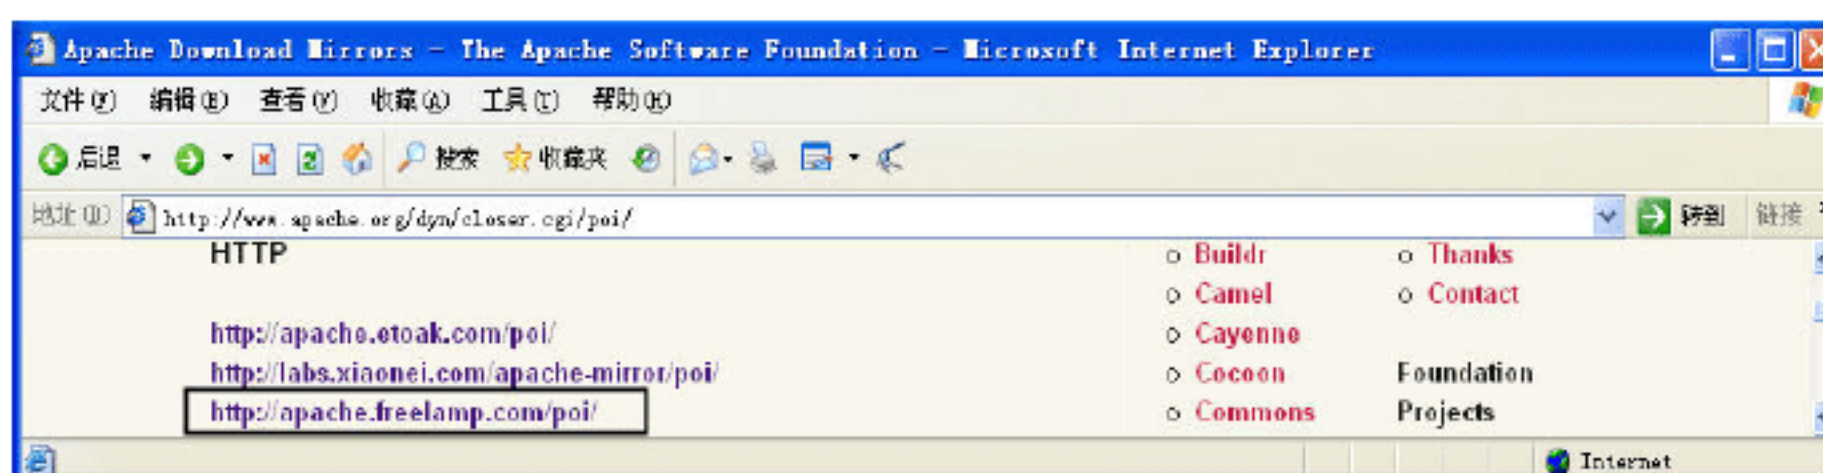 Apache Download Mirrors - The Apache Software Foundation - Microsoft Internet Explorer
文件(F) 编辑(E) 查看(V) 收藏(A) 工具(T) 帮助(H)
后退 搜索 收藏夹
地址(D) http://www.apache.org/dyn/closer.cgi/poi/ 转到 链接
HTTP Buildr Thanks
Camel Contact
http://apache.etoak.com/poi/ Cayenne
http://labs.xiaonei.com/apache-mirror/poi/ Cocoon Foundation
http://apache.freelamp.com/poi/ Commons Projects
Internet